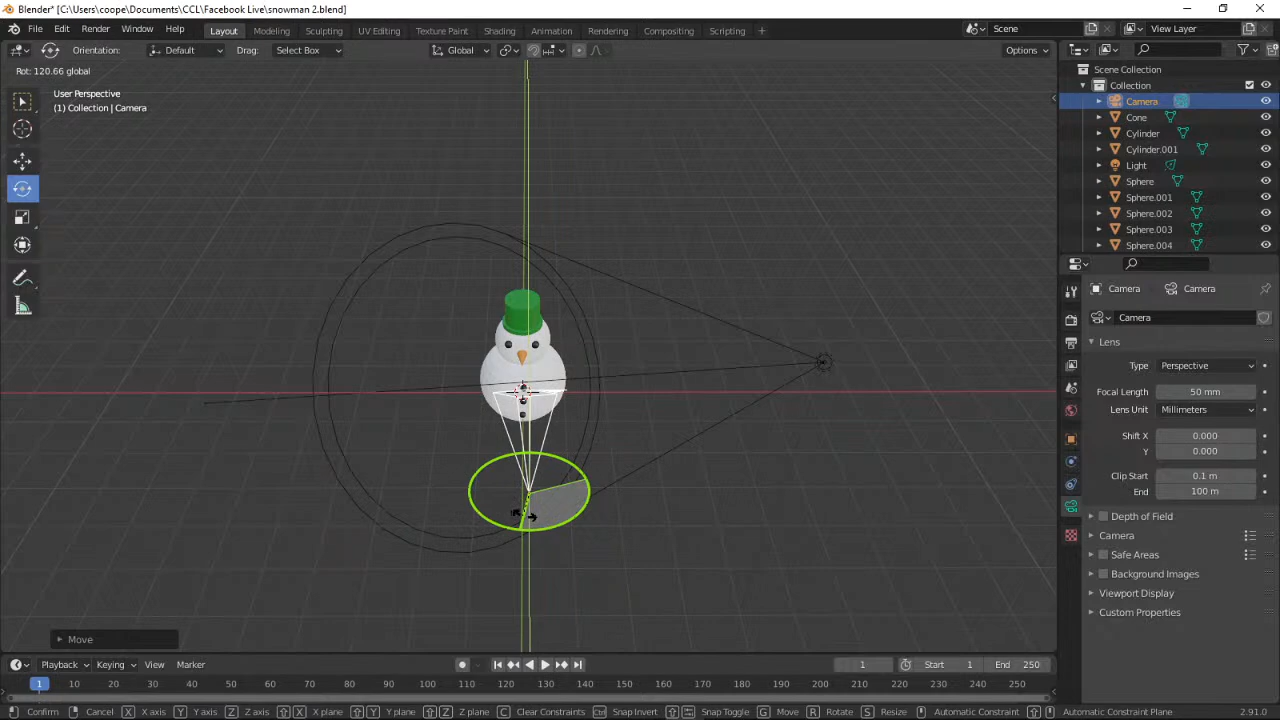 Blender* [C:\Users\coope\Documents\CCL\Facebook Live\snowman 2.blend]
File Edit Render Window Help Layout Modeling Sculpting UV Editing Texture Paint Shading Animation Rendering Compositing Scripting + Scene View Layer
Orientation: Default Drag: Select Box Global Options
Rot: 120.66 global
User Perspective
(1) Collection | Camera
Scene Collection
Collection
Camera
Cone
Cylinder
Cylinder.001
Light
Sphere
Sphere.001
Sphere.002
Sphere.003
Sphere.004
Camera Camera
Camera
Lens
Type Perspective
Focal Length 50 mm
Lens Unit Millimeters
Shift X 0.000
Y 0.000
Clip Start 0.1 m
End 100 m
Depth of Field
Camera
Safe Areas
Background Images
Viewport Display
Custom Properties
Move
Playback Keying View Marker 1 Start 1 End 250
1 10 20 30 40 50 60 70 80 90 100 110 120 130 140 150 160 170 180 190 200 210 220 230 240 250
Confirm Cancel X X axis Y Y axis Z Z axis X X plane Y Y plane Z Z plane C Clear Constraints Ctrl Snap Invert Snap Toggle G Move R Rotate S Resize Automatic Constraint Automatic Constraint Plane 2.91.0